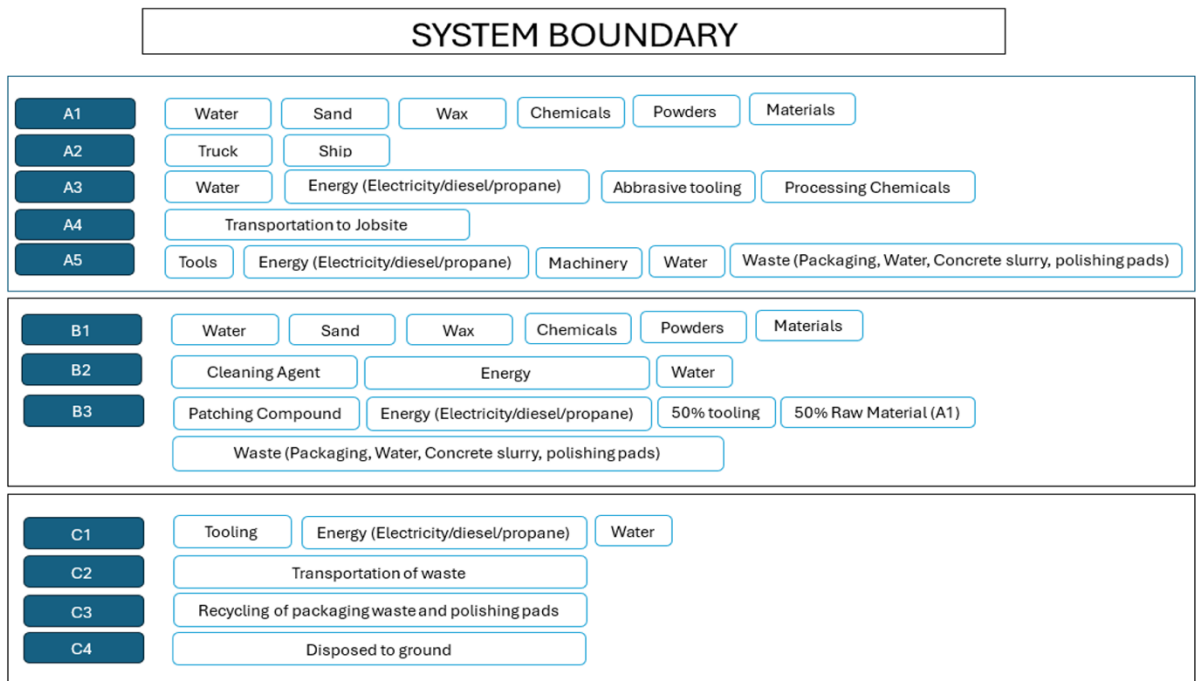 SYSTEM BOUNDARY
A1 Water Sand Wax Chemicals Powders Materials
A2 Truck Ship
A3 Water Energy (Electricity/diesel/propane) Abbrasive tooling Processing Chemicals
A4 Transportation to Jobsite
A5 Tools Energy (Electricity/diesel/propane) Machinery Water Waste (Packaging, Water, Concrete slurry, polishing pads)
B1 Water Sand Wax Chemicals Powders Materials
B2 Cleaning Agent Energy Water
B3 Patching Compound Energy (Electricity/diesel/propane) 50% tooling 50% Raw Material (A1)
Waste (Packaging, Water, Concrete slurry, polishing pads)
C1 Tooling Energy (Electricity/diesel/propane) Water
C2 Transportation of waste
C3 Recycling of packaging waste and polishing pads
C4 Disposed to ground